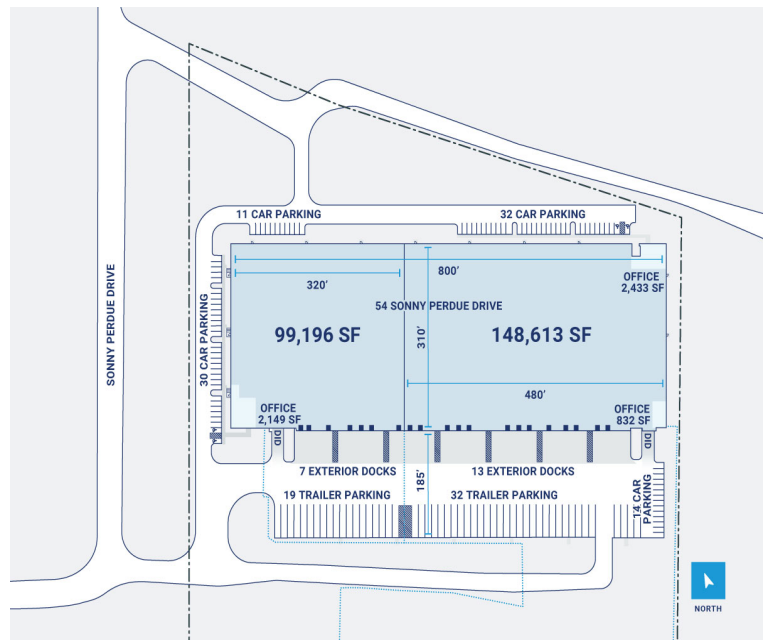 11 CAR PARKING
32 CAR PARKING
SONNY PERDUE DRIVE
30 CAR PARKING
800'
320'
OFFICE
2,433 SF
54 SONNY PERDUE DRIVE
99,196 SF
310'
148,613 SF
480'
OFFICE
2,149 SF
OFFICE
832 SF
DID
DID
7 EXTERIOR DOCKS
185'
13 EXTERIOR DOCKS
19 TRAILER PARKING
32 TRAILER PARKING
14 CAR
PARKING
NORTH